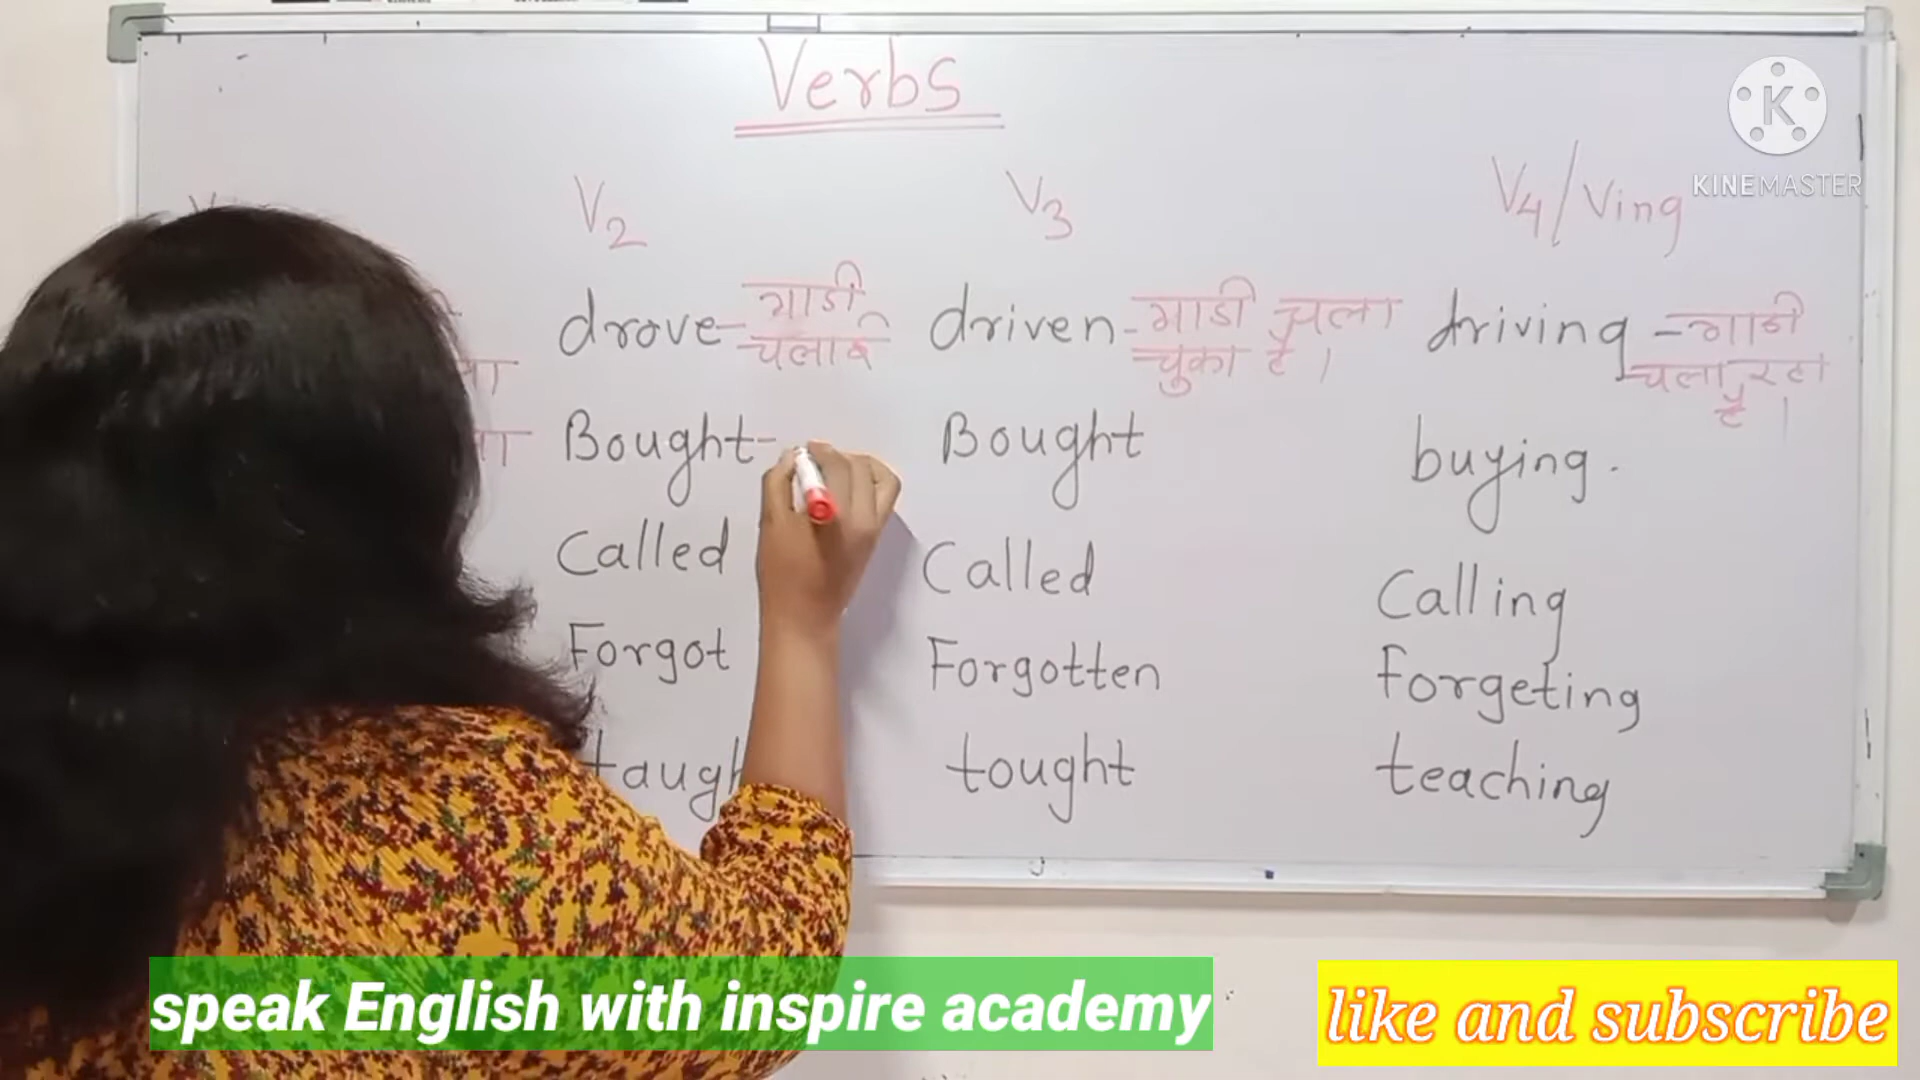 Verbs
KINEMASTER
V2 V3 V4/Ving
drove- गाडी driven - गाडी चला driving - गाडी
चलाई चुका है। चला रहा
है।
Bought- Bought buying.
Called Called Calling
Forgot Forgotten Forgeting
taugh tought teaching
speak English with inspire academy
like and subscribe